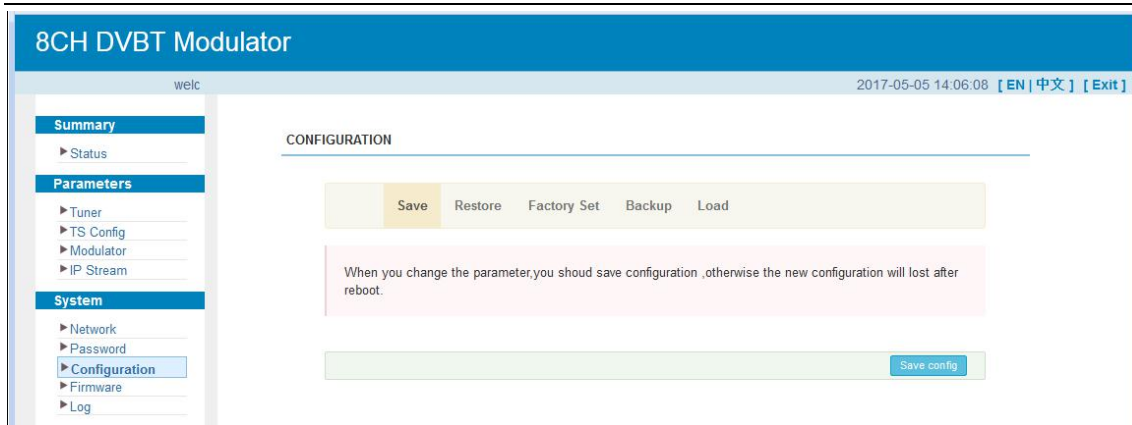 8CH DVBT Modulator
welc
2017-05-05 14:06:08 [ EN | 中文 ] [ Exit ]
Summary
Status
Parameters
Tuner
TS Config
Modulator
IP Stream
System
Network
Password
Configuration
Firmware
Log
CONFIGURATION
Save Restore Factory Set Backup Load
When you change the parameter,you shoud save configuration ,otherwise the new configuration will lost after
reboot.
Save config